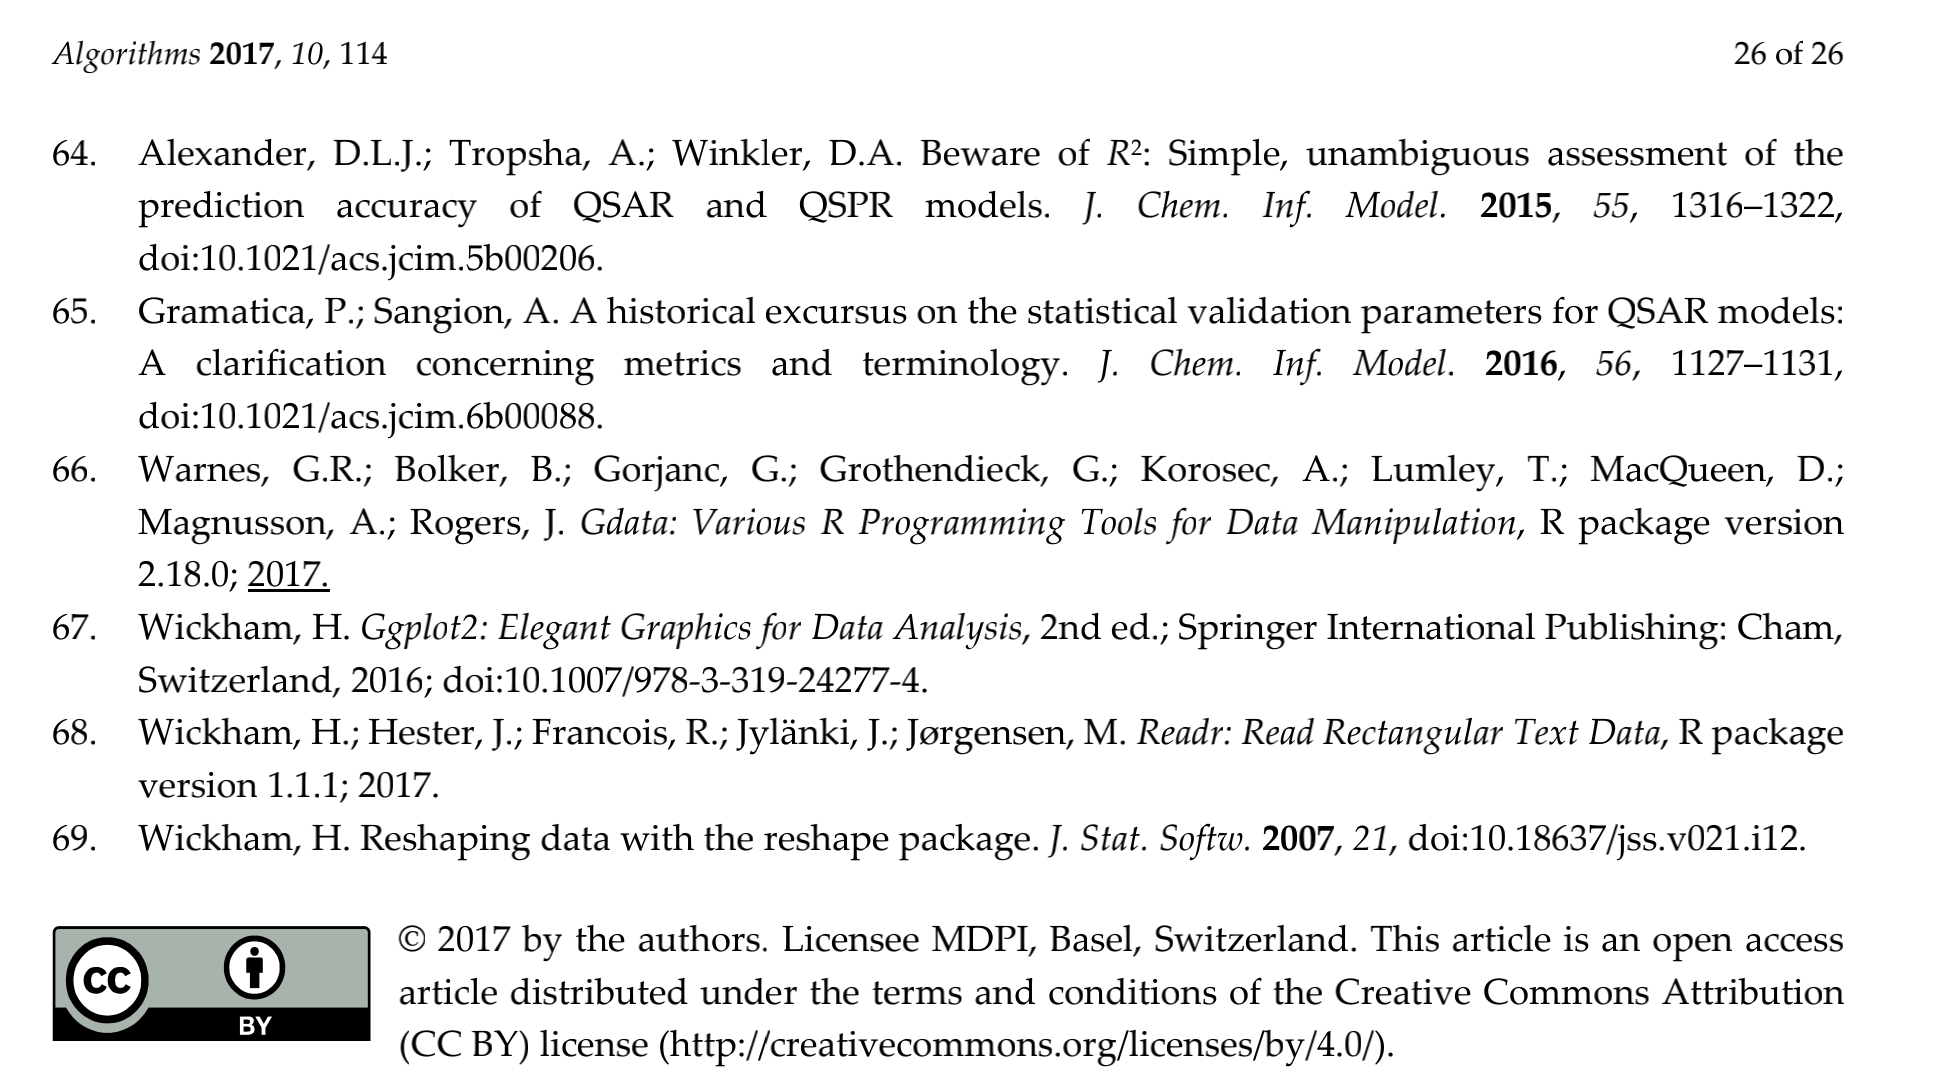 Algorithms 2017, 10, 114 26 of 26
64. Alexander, D.L.J.; Tropsha, A.; Winkler, D.A. Beware of R²: Simple, unambiguous assessment of the
prediction accuracy of QSAR and QSPR models. J. Chem. Inf. Model. 2015, 55, 1316–1322,
doi:10.1021/acs.jcim.5b00206.
65. Gramatica, P.; Sangion, A. A historical excursus on the statistical validation parameters for QSAR models:
A clarification concerning metrics and terminology. J. Chem. Inf. Model. 2016, 56, 1127–1131,
doi:10.1021/acs.jcim.6b00088.
66. Warnes, G.R.; Bolker, B.; Gorjanc, G.; Grothendieck, G.; Korosec, A.; Lumley, T.; MacQueen, D.;
Magnusson, A.; Rogers, J. Gdata: Various R Programming Tools for Data Manipulation, R package version
2.18.0; 2017.
67. Wickham, H. Ggplot2: Elegant Graphics for Data Analysis, 2nd ed.; Springer International Publishing: Cham,
Switzerland, 2016; doi:10.1007/978-3-319-24277-4.
68. Wickham, H.; Hester, J.; Francois, R.; Jylänki, J.; Jørgensen, M. Readr: Read Rectangular Text Data, R package
version 1.1.1; 2017.
69. Wickham, H. Reshaping data with the reshape package. J. Stat. Softw. 2007, 21, doi:10.18637/jss.v021.i12.
CC
BY
© 2017 by the authors. Licensee MDPI, Basel, Switzerland. This article is an open access
article distributed under the terms and conditions of the Creative Commons Attribution
(CC BY) license (http://creativecommons.org/licenses/by/4.0/).